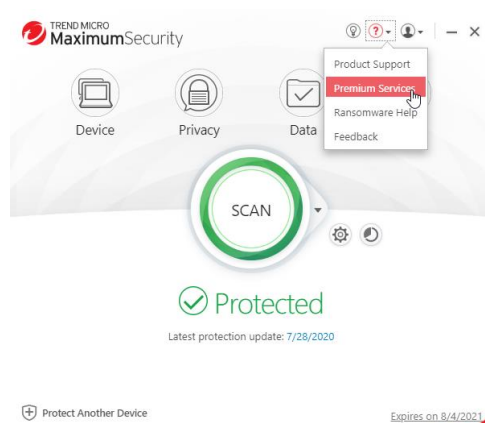 TREND MICRO
MaximumSecurity
?
Product Support
Premium Services
Ransomware Help
Feedback
Device
Privacy
Data
SCAN
Protected
Latest protection update: 7/28/2020
Protect Another Device
Expires on 8/4/2021